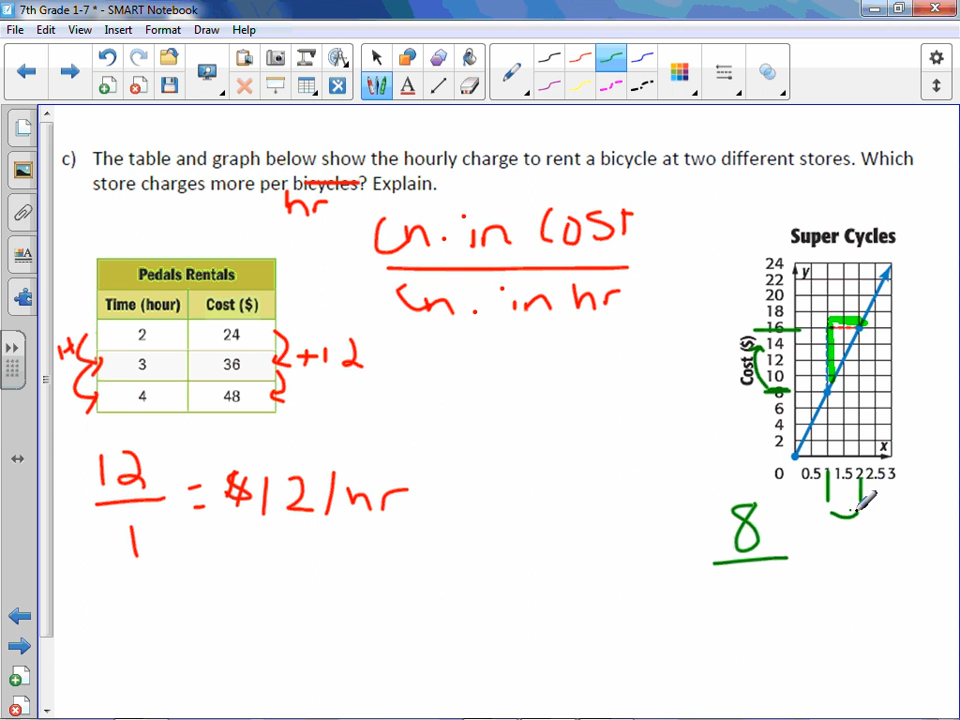 7th Grade 1-7 * - SMART Notebook
File Edit View Insert Format Draw Help
c) The table and graph below show the hourly charge to rent a bicycle at two different stores. Which
store charges more per bicycles? Explain.
hr
Cn. in Cost
Cn. in hr
Pedals Rentals
Time (hour) Cost ($)
2 24
3 36
4 48
+12
12
1
= $12/hr
Super Cycles
y
24
22
20
18
16
14
12
10
8
6
4
2
Cost ($)
x
0 0.5 1 1.5 2 2.5 3
8